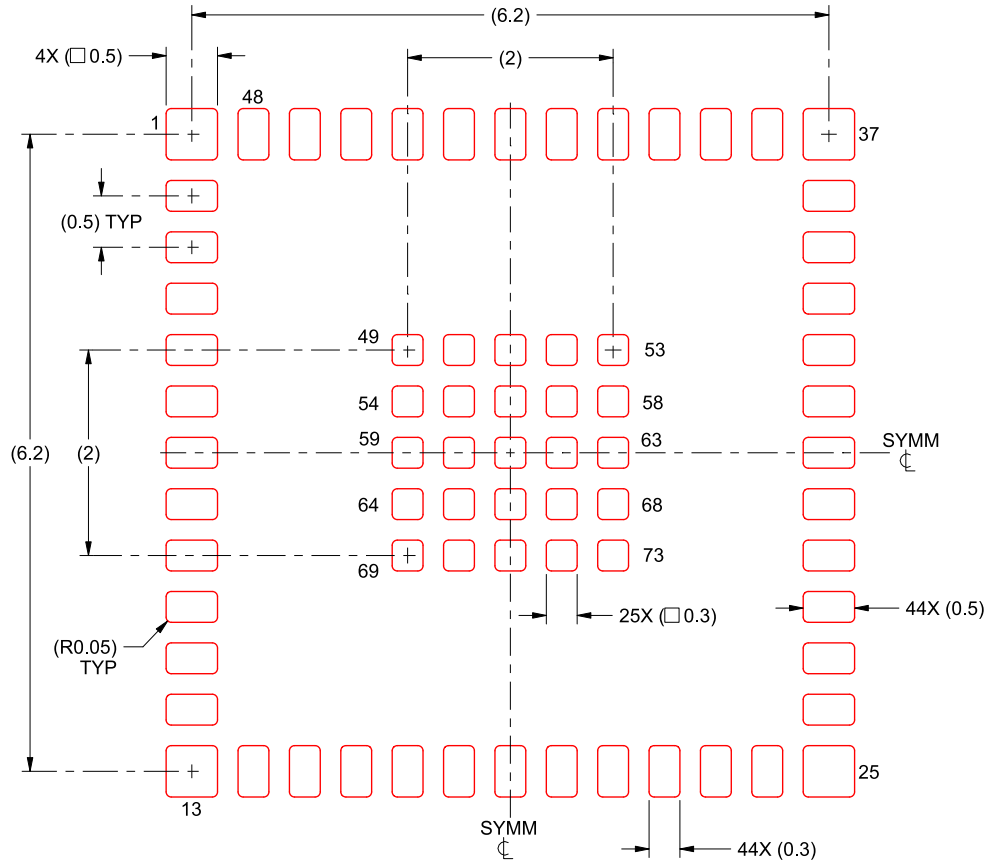 (6.2)
4X (□ 0.5)
(2)
48
1
37
(0.5) TYP
49
53
54
58
59
63
SYMM
℄
(6.2)
(2)
64
68
69
73
25X (□ 0.3)
44X (0.5)
(R0.05)
TYP
25
13
SYMM
℄
44X (0.3)